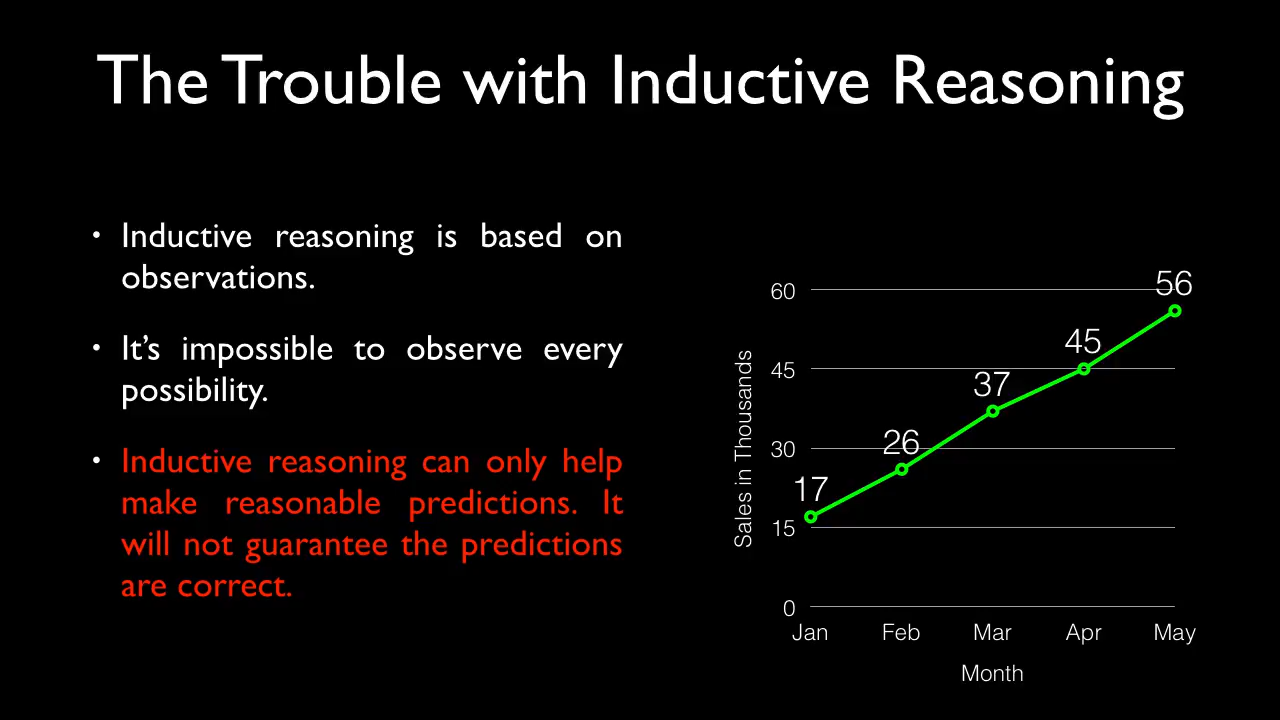 The Trouble with Inductive Reasoning
• Inductive reasoning is based on
observations.
• It’s impossible to observe every
possibility.
• Inductive reasoning can only help
make reasonable predictions. It
will not guarantee the predictions
are correct.
Sales in Thousands
60
45
30
15
0
17
26
37
45
56
Jan Feb Mar Apr May
Month